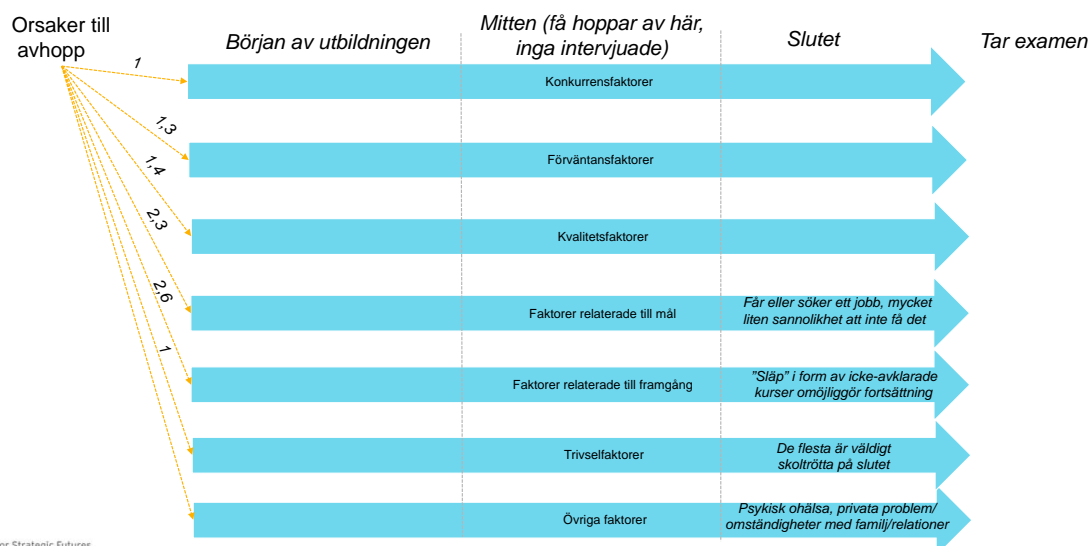 Orsaker till
avhopp
Början av utbildningen
Mitten (få hoppar av här,
inga intervjuade)
Slutet
Tar examen
1
Konkurrensfaktorer
1,3
Förväntansfaktorer
1,4
Kvalitetsfaktorer
2,3
Faktorer relaterade till mål
Får eller söker ett jobb, mycket
liten sannolikhet att inte få det
2,6
Faktorer relaterade till framgång
”Släp” i form av icke-avklarade
kurser omöjliggör fortsättning
1
Trivselfaktorer
De flesta är väldigt
skoltrötta på slutet
Övriga faktorer
Psykisk ohälsa, privata problem/
omständigheter med familj/relationer
or Strategic Futures